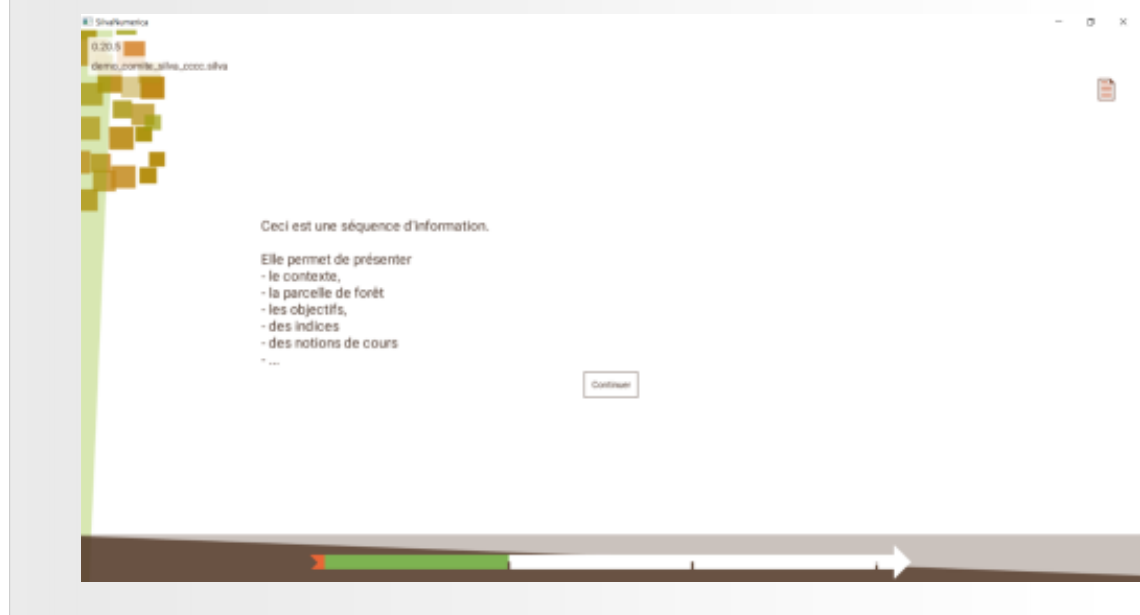 SilvaNumerica
0.20.5
demo_comite_silva_cccc.silva
Ceci est une séquence d'information.
Elle permet de présenter
- le contexte,
- la parcelle de forêt
- les objectifs,
- des indices
- des notions de cours
- ...
Continuer